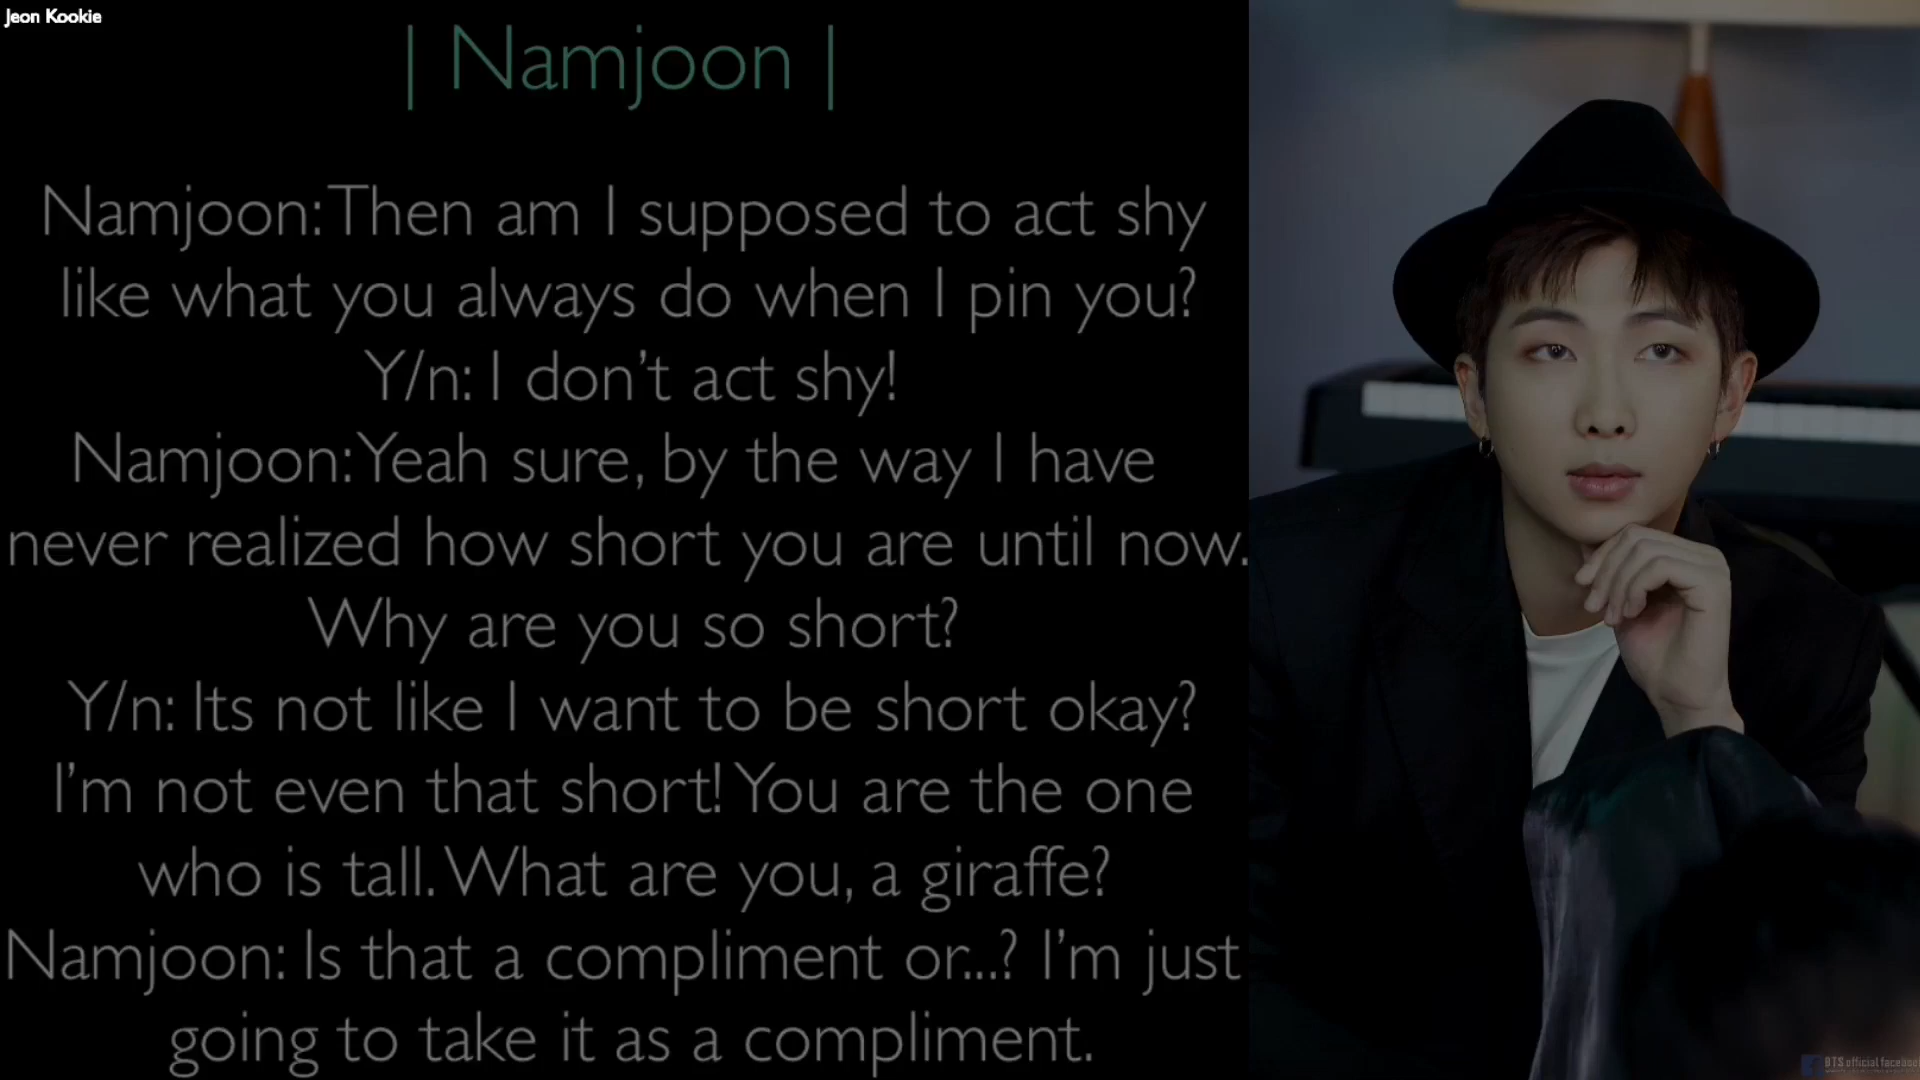 Jeon Kookie
| Namjoon |
Namjoon: Then am I supposed to act shy
like what you always do when I pin you?
Y/n: I don’t act shy!
Namjoon: Yeah sure, by the way I have
never realized how short you are until now.
Why are you so short?
Y/n: Its not like I want to be short okay?
I’m not even that short! You are the one
who is tall. What are you, a giraffe?
Namjoon: Is that a compliment or...? I’m just
going to take it as a compliment.
BTS official facebook